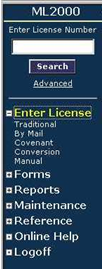 ML2000
Enter License Number
Search
Advanced
Enter License
Traditional
By Mail
Covenant
Conversion
Manual
Forms
Reports
Maintenance
Reference
Online Help
Logoff